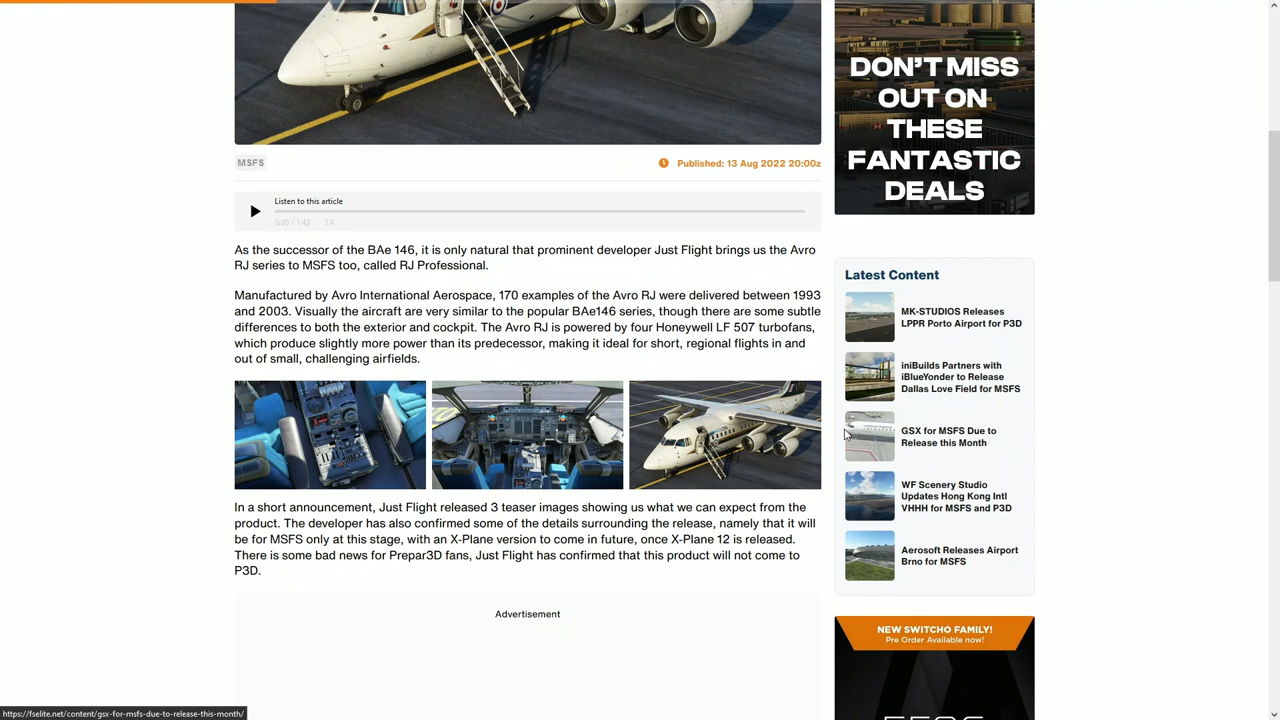 MSFS
Published: 13 Aug 2022 20:00z
Listen to this article
0:00 / 1:43 1X
As the successor of the BAe 146, it is only natural that prominent developer Just Flight brings us the Avro
RJ series to MSFS too, called RJ Professional.
Manufactured by Avro International Aerospace, 170 examples of the Avro RJ were delivered between 1993
and 2003. Visually the aircraft are very similar to the popular BAe146 series, though there are some subtle
differences to both the exterior and cockpit. The Avro RJ is powered by four Honeywell LF 507 turbofans,
which produce slightly more power than its predecessor, making it ideal for short, regional flights in and
out of small, challenging airfields.
In a short announcement, Just Flight released 3 teaser images showing us what we can expect from the
product. The developer has also confirmed some of the details surrounding the release, namely that it will
be for MSFS only at this stage, with an X-Plane version to come in future, once X-Plane 12 is released.
There is some bad news for Prepar3D fans, Just Flight has confirmed that this product will not come to
P3D.
Advertisement
DON'T MISS
OUT ON
THESE
FANTASTIC
DEALS
Latest Content
MK-STUDIOS Releases
LPPR Porto Airport for P3D
iniBuilds Partners with
iBlueYonder to Release
Dallas Love Field for MSFS
GSX for MSFS Due to
Release this Month
WF Scenery Studio
Updates Hong Kong Intl
VHHH for MSFS and P3D
Aerosoft Releases Airport
Brno for MSFS
NEW SWITCHO FAMILY!
Pre Order Available now!
https://fselite.net/content/gsx-for-msfs-due-to-release-this-month/